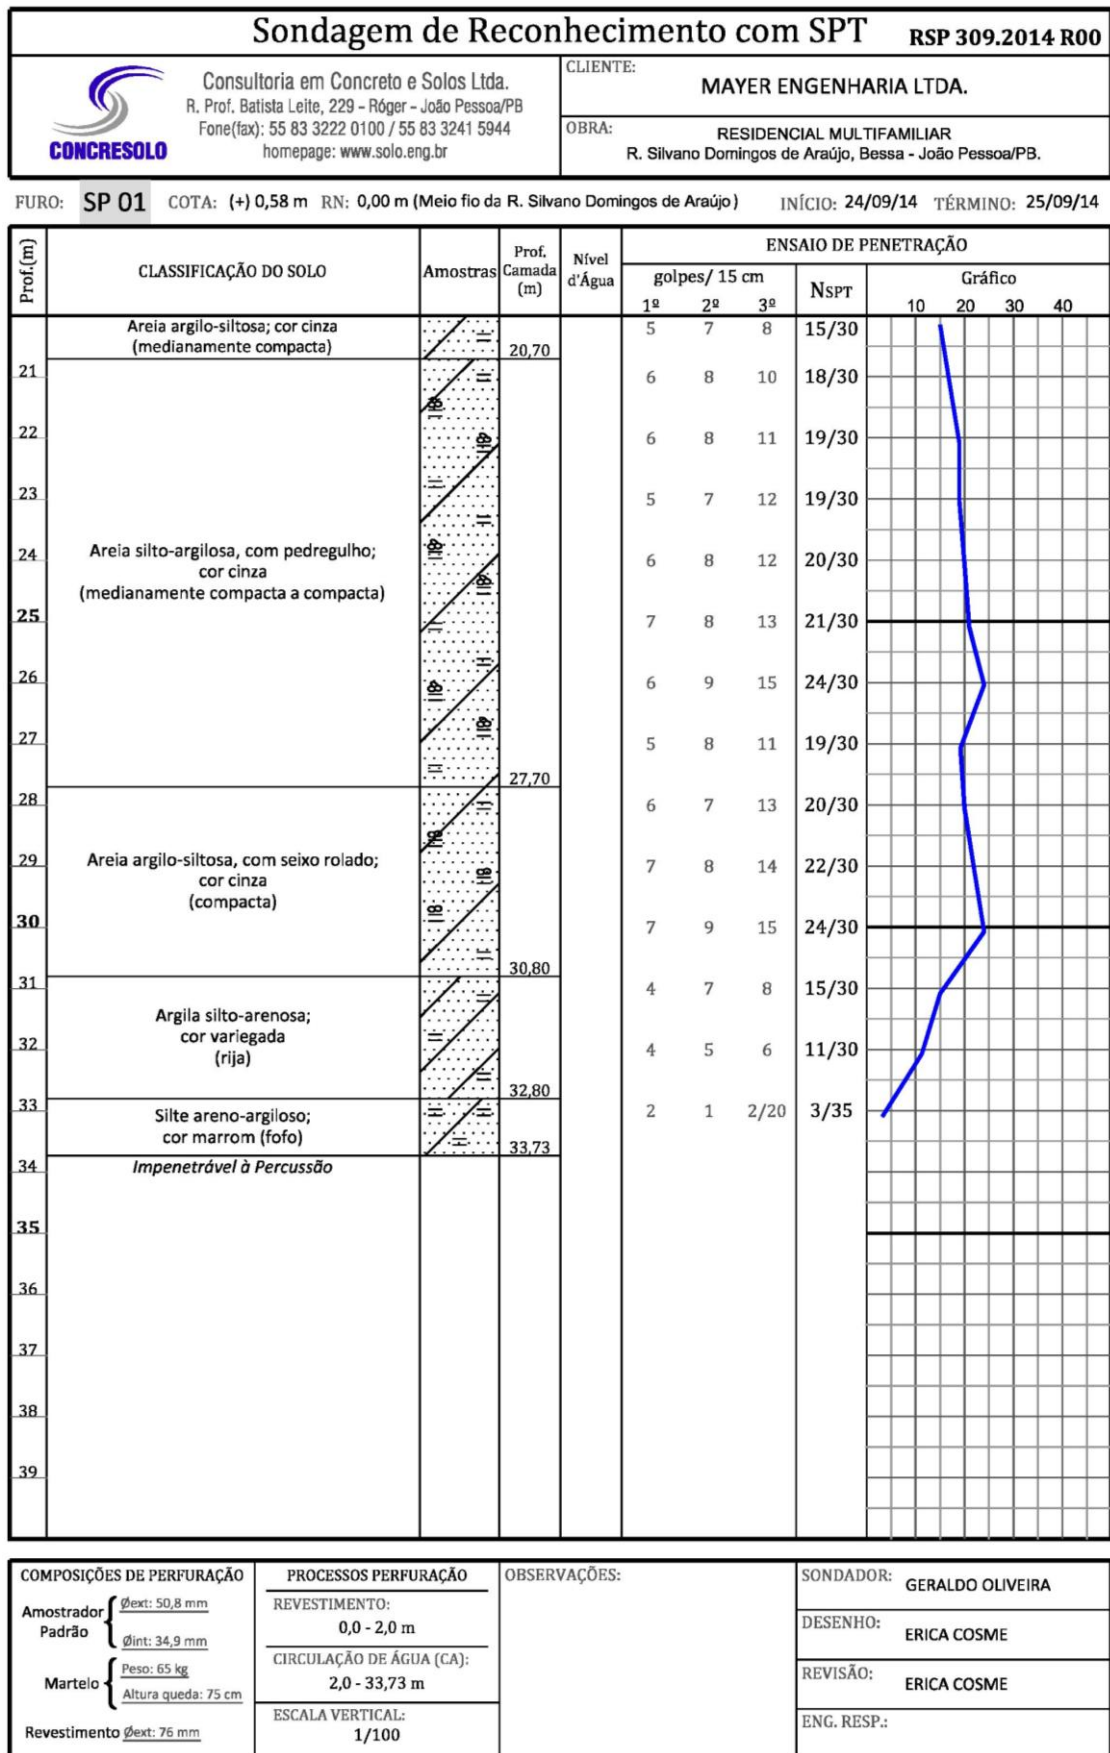 Sondagem de Reconhecimento com SPT RSP 309.2014 R00
CONCRESOLO
Consultoria em Concreto e Solos Ltda.
R. Prof. Batista Leite, 229 – Róger – João Pessoa/PB
Fone(fax): 55 83 3222 0100 / 55 83 3241 5944
homepage: www.solo.eng.br
CLIENTE:
MAYER ENGENHARIA LTDA.
OBRA:
RESIDENCIAL MULTIFAMILIAR
R. Silvano Domingos de Araújo, Bessa - João Pessoa/PB.
FURO: SP 01 COTA: (+) 0,58 m RN: 0,00 m (Meio fio da R. Silvano Domingos de Araújo) INÍCIO: 24/09/14 TÉRMINO: 25/09/14
Prof.(m)
CLASSIFICAÇÃO DO SOLO
Amostras
Prof. Camada (m)
Nível d'Água
ENSAIO DE PENETRAÇÃO
golpes/ 15 cm NSPT Gráfico
1º 2º 3º 10 20 30 40
Areia argilo-siltosa; cor cinza
(medianamente compacta)
5 7 8 15/30
20,70
21 6 8 10 18/30
22 6 8 11 19/30
23 5 7 12 19/30
24 6 8 12 20/30
Areia silto-argilosa, com pedregulho;
cor cinza
(medianamente compacta a compacta)
25 7 8 13 21/30
26 6 9 15 24/30
27 5 8 11 19/30
27,70
28 6 7 13 20/30
29 7 8 14 22/30
Areia argilo-siltosa, com seixo rolado;
cor cinza
(compacta)
30 7 9 15 24/30
30,80
31 4 7 8 15/30
Argila silto-arenosa;
cor variegada
(rija)
32 4 5 6 11/30
32,80
33 2 1 2/20 3/35
Silte areno-argiloso;
cor marrom (fofo)
33,73
34 Impenetrável à Percussão
35
36
37
38
39
COMPOSIÇÕES DE PERFURAÇÃO
Amostrador Padrão
Øext: 50,8 mm
Øint: 34,9 mm
Martelo
Peso: 65 kg
Altura queda: 75 cm
Revestimento Øext: 76 mm
PROCESSOS PERFURAÇÃO
REVESTIMENTO:
0,0 - 2,0 m
CIRCULAÇÃO DE ÁGUA (CA):
2,0 - 33,73 m
ESCALA VERTICAL:
1/100
OBSERVAÇÕES:
SONDADOR: GERALDO OLIVEIRA
DESENHO: ERICA COSME
REVISÃO: ERICA COSME
ENG. RESP.: